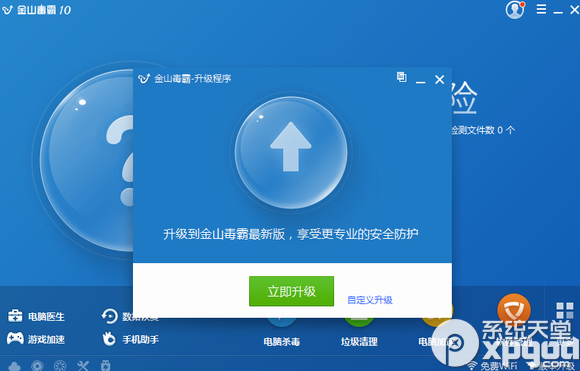 金山毒霸 10
金山毒霸-升级程序
险
检测文件数 0 个
升级到金山毒霸最新版，享受更专业的安全防护
立即升级
自定义升级
电脑医生
数据恢复
游戏加速
手机助手
电脑杀毒
垃圾清理
电脑加速
系统天堂
xpgod
.com
免费WiFi